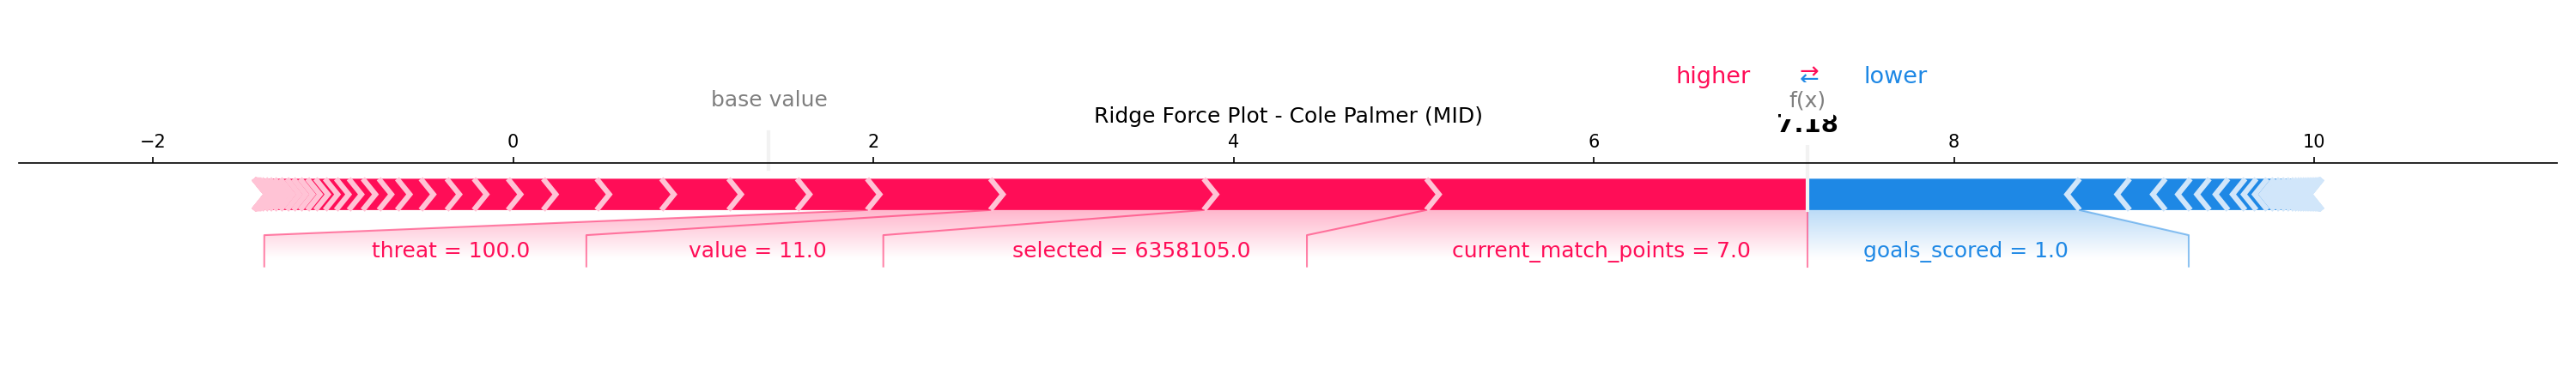 higher ⇄ lower
base value
f(x)
Ridge Force Plot - Cole Palmer (MID)
7.18
−2 0 2 4 6 8 10
threat = 100.0 value = 11.0 selected = 6358105.0 current_match_points = 7.0 goals_scored = 1.0